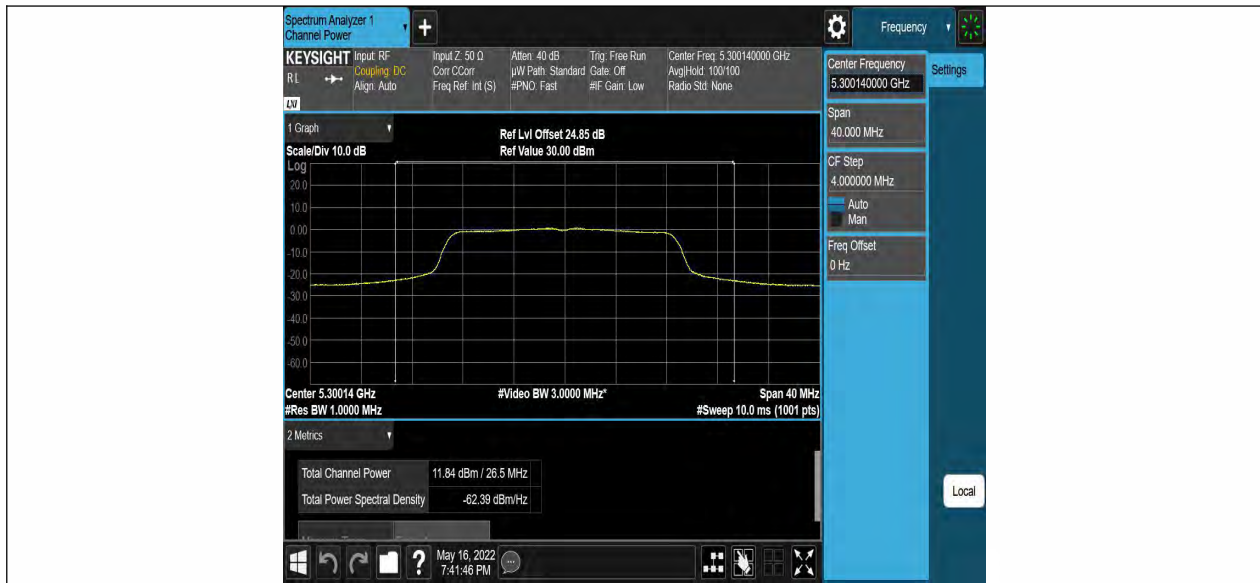 Spectrum Analyzer 1
Channel Power
Frequency
KEYSIGHT
Input: RF
Input Z: 50 Ω
Atten: 40 dB
Trig: Free Run
Center Freq: 5.300140000 GHz
Coupling: DC
Corr CCorr
µW Path: Standard
Gate: Off
Avg|Hold: 100/100
RL
Align: Auto
Freq Ref: Int (S)
#PNO: Fast
#IF Gain: Low
Radio Std: None
LXI
Center Frequency
5.300140000 GHz
Settings
Span
40.000 MHz
CF Step
4.000000 MHz
Auto
Man
Freq Offset
0 Hz
1 Graph
Ref Lvl Offset 24.85 dB
Scale/Div 10.0 dB
Ref Value 30.00 dBm
Log
20.0
10.0
0.00
-10.0
-20.0
-30.0
-40.0
-50.0
-60.0
Center 5.30014 GHz
#Video BW 3.0000 MHz*
Span 40 MHz
#Res BW 1.0000 MHz
#Sweep 10.0 ms (1001 pts)
2 Metrics
Total Channel Power
11.84 dBm / 26.5 MHz
Total Power Spectral Density
-62.39 dBm/Hz
Local
?
May 16, 2022
7:41:46 PM